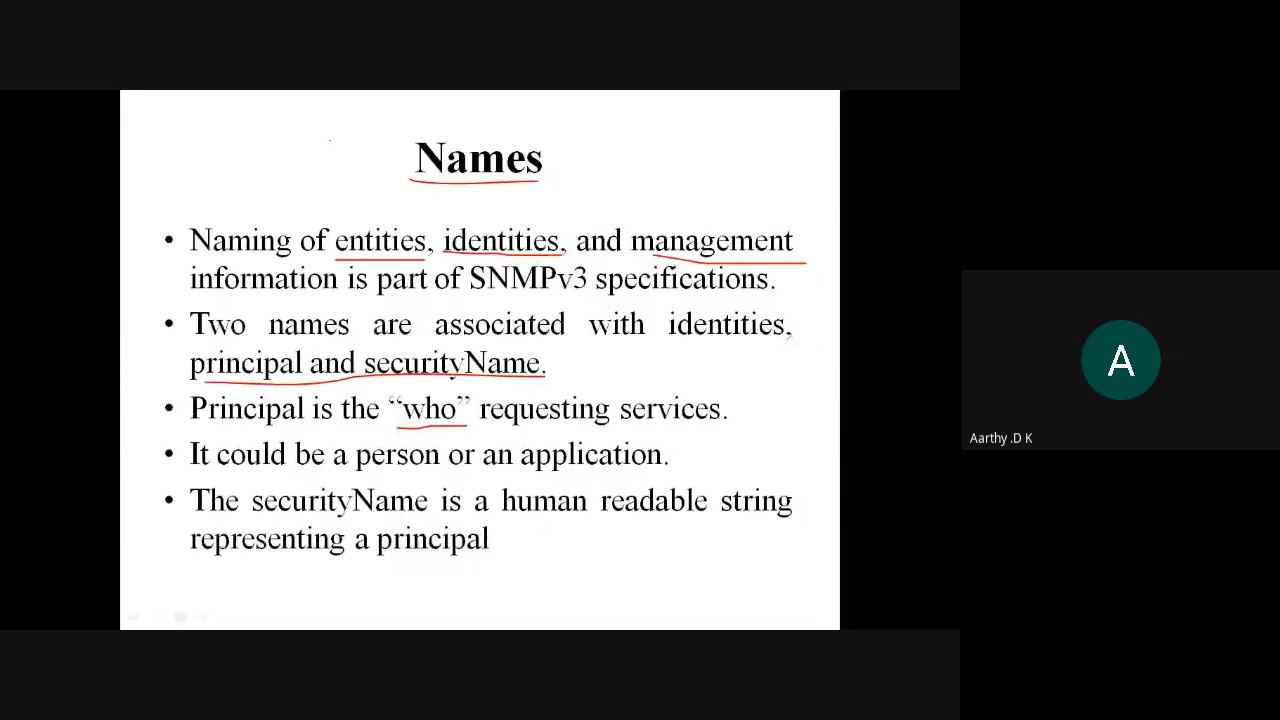 Names
• Naming of entities, identities, and management
information is part of SNMPv3 specifications.
• Two names are associated with identities,
principal and securityName.
• Principal is the “who” requesting services.
• It could be a person or an application.
• The securityName is a human readable string
representing a principal
A
Aarthy .D K